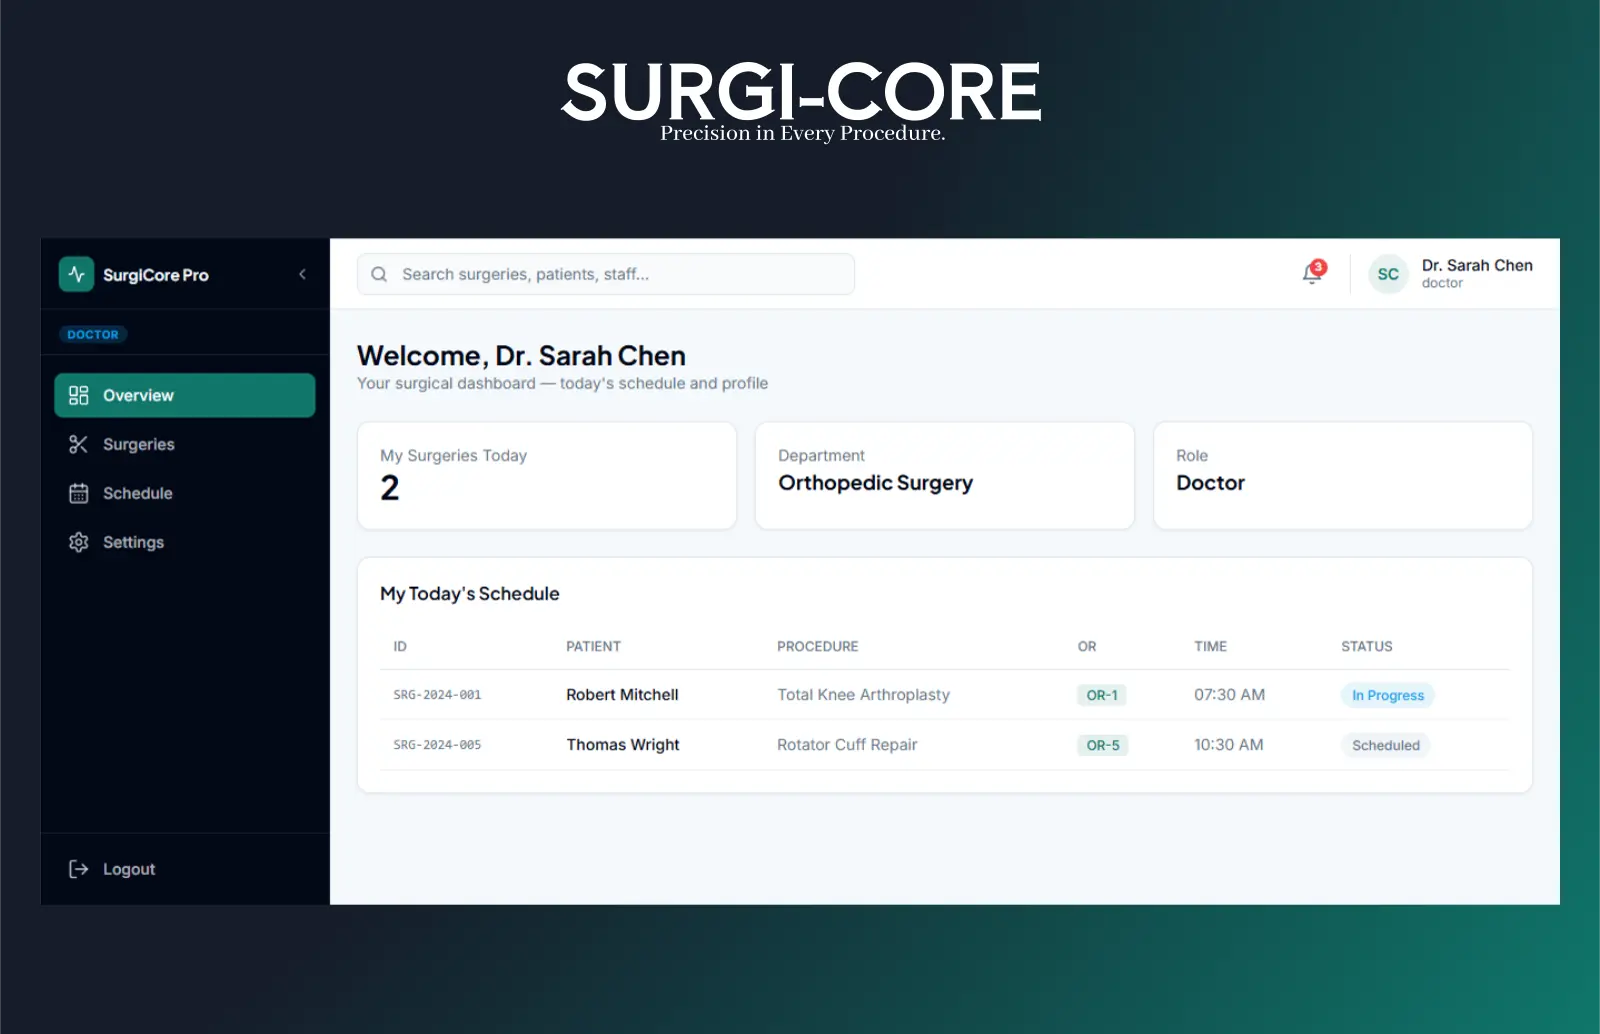 SURGI-CORE
Precision in Every Procedure.
SurgiCore Pro
DOCTOR
Overview
Surgeries
Schedule
Settings
Logout
Search surgeries, patients, staff...
3
SC
Dr. Sarah Chen
doctor
Welcome, Dr. Sarah Chen
Your surgical dashboard — today's schedule and profile
My Surgeries Today
2
Department
Orthopedic Surgery
Role
Doctor
My Today's Schedule
ID PATIENT PROCEDURE OR TIME STATUS
SRG-2024-001 Robert Mitchell Total Knee Arthroplasty OR-1 07:30 AM In Progress
SRG-2024-005 Thomas Wright Rotator Cuff Repair OR-5 10:30 AM Scheduled